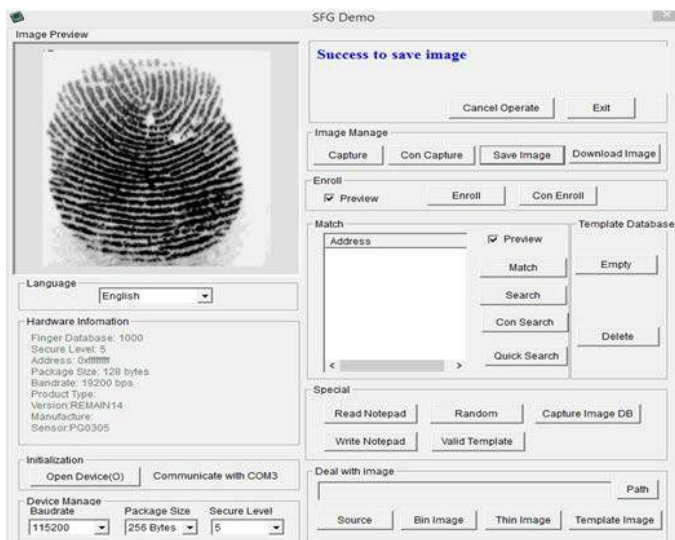 SFG Demo
Image Preview
Success to save image
Cancel Operate
Exit
Image Manage
Capture
Con Capture
Save Image
Download Image
Enroll
Preview
Enroll
Con Enroll
Match
Address
Preview
Match
Search
Con Search
Quick Search
Template Database
Empty
Delete
Language
English
Hardware Infomation
Finger Database: 1000
Secure Level: 5
Address: 0xffffffff
Package Size: 128 bytes
Bandrate: 19200 bps
Product Type:
Version:REMAIN14
Manufacture:
Sensor:PG0305
Special
Read Notepad
Random
Capture Image DB
Write Notepad
Valid Template
Initialization
Open Device(O)
Communicate with COM3
Deal with image
Path
Source
Bin Image
Thin Image
Template Image
Device Manage
Baudrate
Package Size
Secure Level
115200
256 Bytes
5